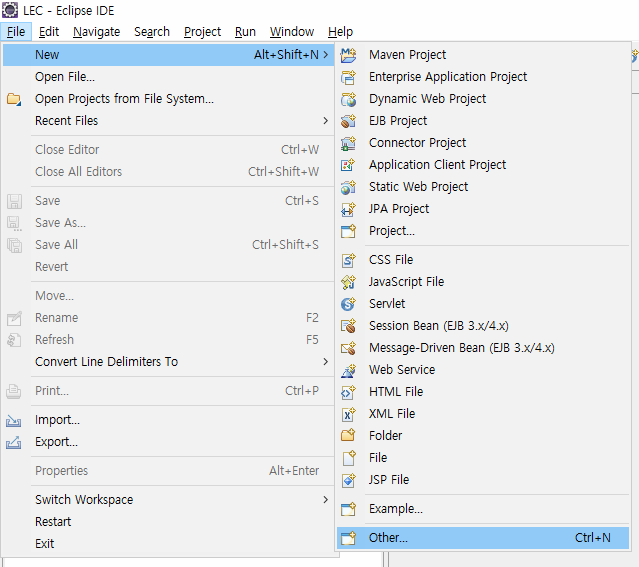 LEC - Eclipse IDE
File Edit Navigate Search Project Run Window Help
New Alt+Shift+N
Open File...
Open Projects from File System...
Recent Files
Close Editor Ctrl+W
Close All Editors Ctrl+Shift+W
Save Ctrl+S
Save As...
Save All Ctrl+Shift+S
Revert
Move...
Rename F2
Refresh F5
Convert Line Delimiters To
Print... Ctrl+P
Import...
Export...
Properties Alt+Enter
Switch Workspace
Restart
Exit
Maven Project
Enterprise Application Project
Dynamic Web Project
EJB Project
Connector Project
Application Client Project
Static Web Project
JPA Project
Project...
CSS File
JavaScript File
Servlet
Session Bean (EJB 3.x/4.x)
Message-Driven Bean (EJB 3.x/4.x)
Web Service
HTML File
XML File
Folder
File
JSP File
Example...
Other... Ctrl+N